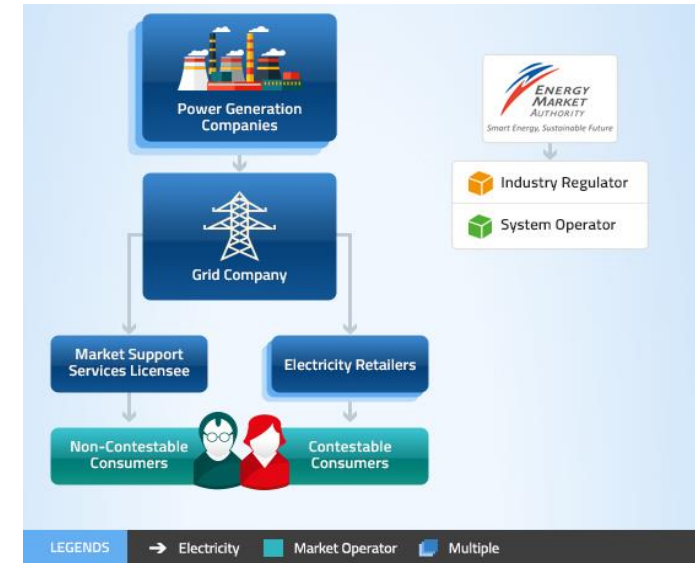 Power Generation
Companies
ENERGY
MARKET
AUTHORITY
Smart Energy, Sustainable Future
Industry Regulator
System Operator
Grid Company
Market Support
Services Licensee
Electricity Retailers
Non-Contestable
Consumers
Contestable
Consumers
LEGENDS
Electricity
Market Operator
Multiple